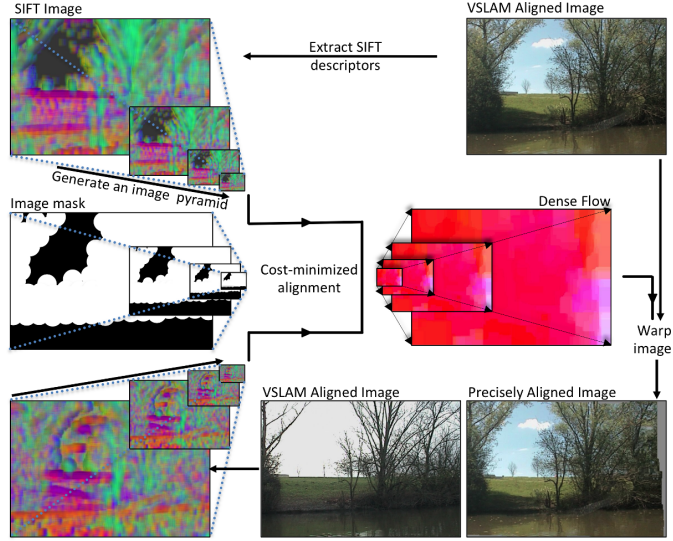 SIFT Image
VSLAM Aligned Image
Extract SIFT
descriptors
Generate an image pyramid
Image mask
Dense Flow
Cost-minimized
alignment
Warp
image
VSLAM Aligned Image
Precisely Aligned Image